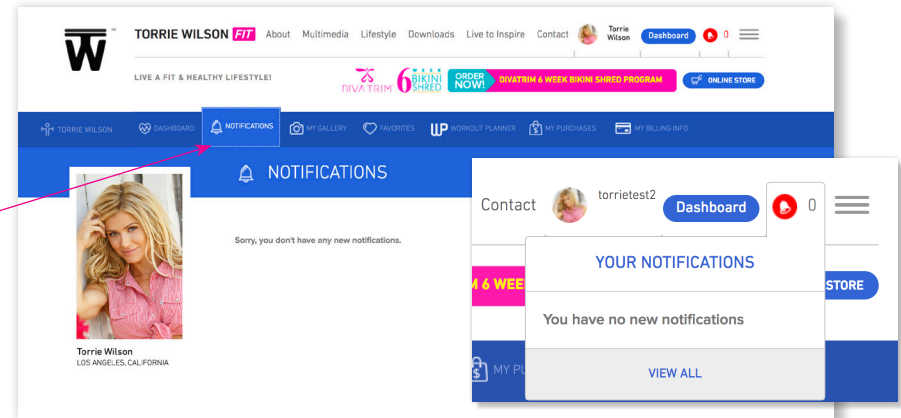 TORRIE WILSON FIT About Multimedia Lifestyle Downloads Live to Inspire Contact Torrie Wilson Dashboard 0
TW ™
LIVE A FIT & HEALTHY LIFESTYLE! DIVATRIM 6 WEEK BIKINI SHRED ORDER NOW! DIVATRIM 6 WEEK BIKINI SHRED PROGRAM ONLINE STORE
TORRIE WILSON DASHBOARD NOTIFICATIONS MY GALLERY FAVORITES WP WORKOUT PLANNER MY PURCHASES MY BILLING INFO
NOTIFICATIONS
Sorry, you don't have any new notifications.
Torrie Wilson
LOS ANGELES, CALIFORNIA
Contact torrietest2 Dashboard 0
YOUR NOTIFICATIONS
M 6 WEE STORE
You have no new notifications
$ MY PU
VIEW ALL